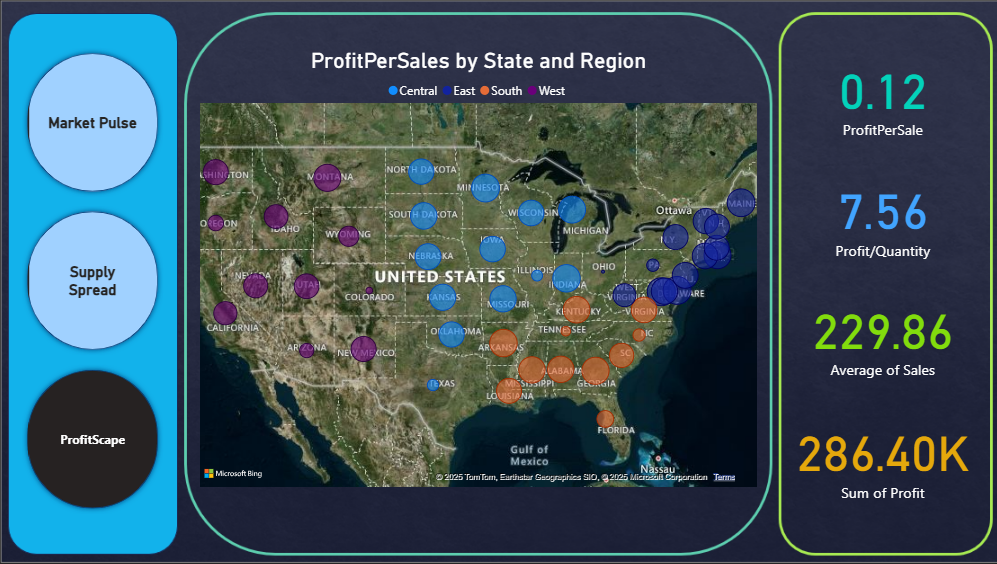 Market Pulse
Supply
Spread
ProfitScape
ProfitPerSales by State and Region
Central East South West
MONTANA
NORTH DAKOTA
MINNESOTA
IDAHO
WYOMING
SOUTH DAKOTA
WISCONSIN
MICHIGAN
Ottawa
MAINE
NEBRASKA
IOWA
NEVADA
UTAH
COLORADO
UNITED STATES
KANSAS
MISSOURI
ILLINOIS
INDIANA
OHIO
WEST
VIRGINIA
KENTUCKY
VIRGINIA
CALIFORNIA
ARIZONA
NEW MEXICO
OKLAHOMA
ARKANSAS
TENNESSEE
NC
SC
TEXAS
LOUISIANA
MISSISSIPPI
ALABAMA
GEORGIA
FLORIDA
Gulf of
Mexico
Nassau
Microsoft Bing
© 2025 TomTom, Earthstar Geographics SIO, © 2025 Microsoft Corporation Terms
0.12
ProfitPerSale
7.56
Profit/Quantity
229.86
Average of Sales
286.40K
Sum of Profit